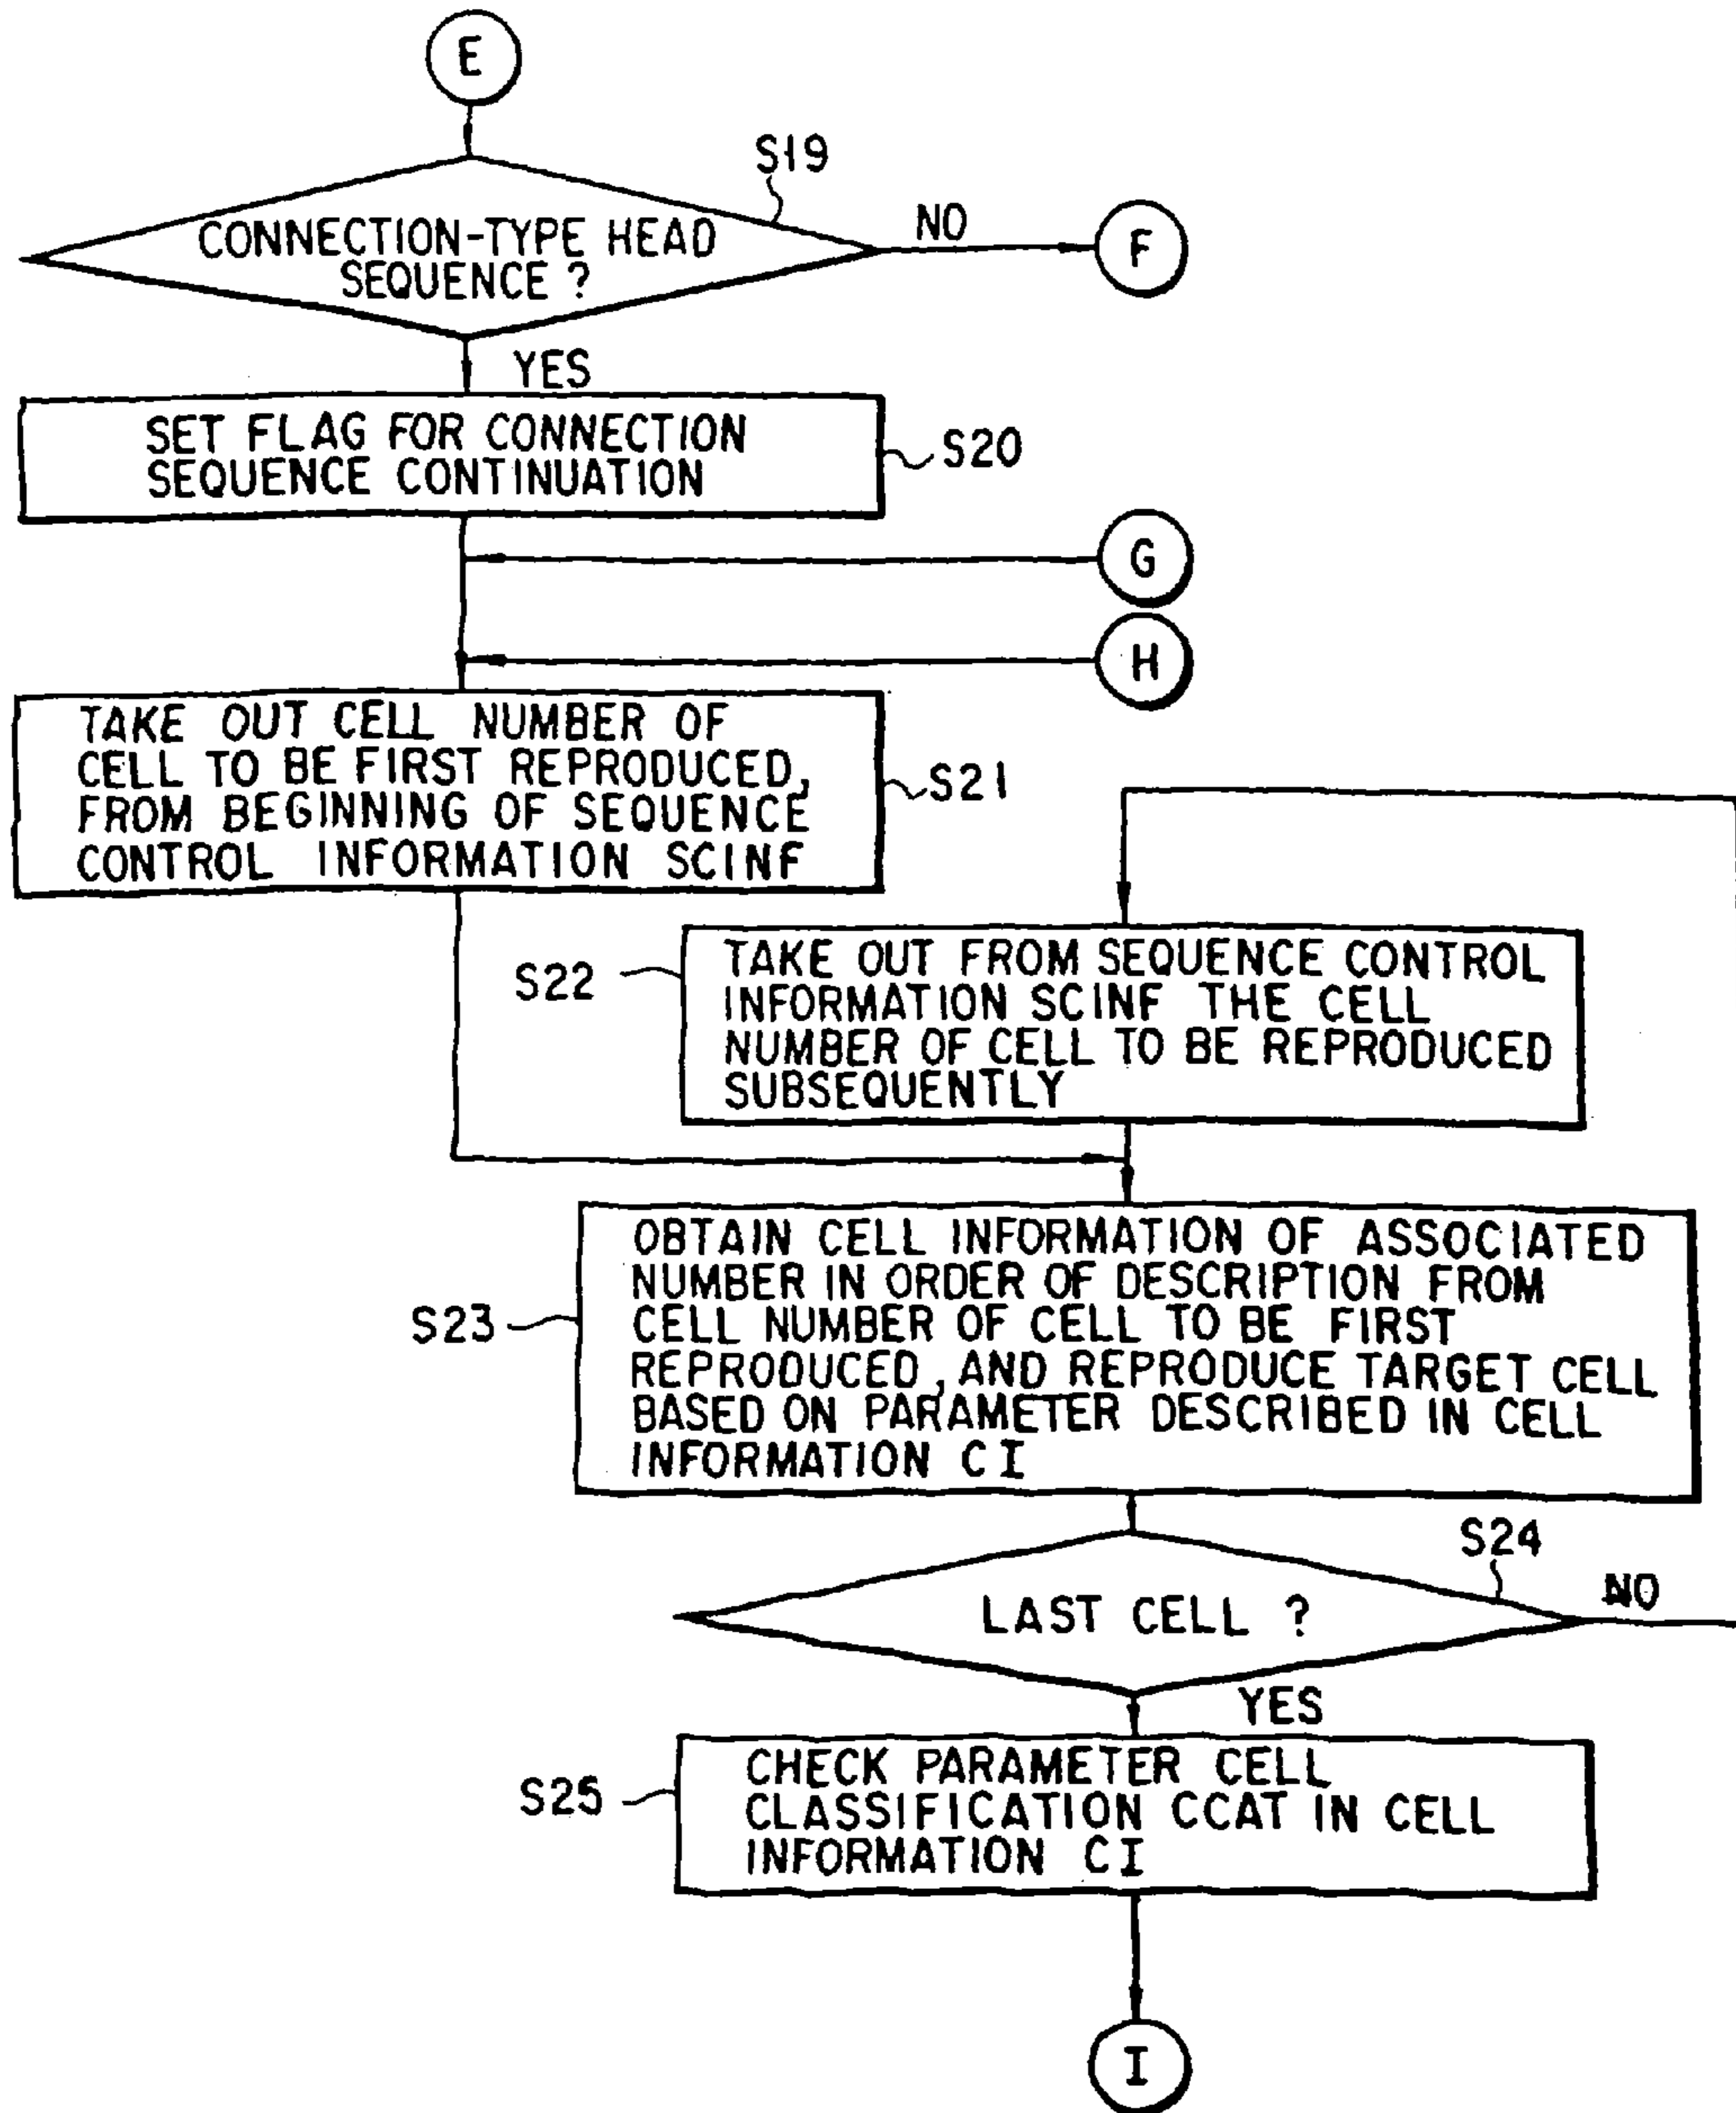 E
S19
CONNECTION-TYPE HEAD
SEQUENCE ?
NO
F
YES
SET FLAG FOR CONNECTION
SEQUENCE CONTINUATION
S20
G
H
TAKE OUT CELL NUMBER OF
CELL TO BE FIRST REPRODUCED,
FROM BEGINNING OF SEQUENCE
CONTROL INFORMATION SCINF
S21
S22
TAKE OUT FROM SEQUENCE CONTROL
INFORMATION SCINF THE CELL
NUMBER OF CELL TO BE REPRODUCED
SUBSEQUENTLY
S23
OBTAIN CELL INFORMATION OF ASSOCIATED
NUMBER IN ORDER OF DESCRIPTION FROM
CELL NUMBER OF CELL TO BE FIRST
REPRODUCED, AND REPRODUCE TARGET CELL
BASED ON PARAMETER DESCRIBED IN CELL
INFORMATION CI
S24
LAST CELL ?
NO
YES
S25
CHECK PARAMETER CELL
CLASSIFICATION CCAT IN CELL
INFORMATION CI
I